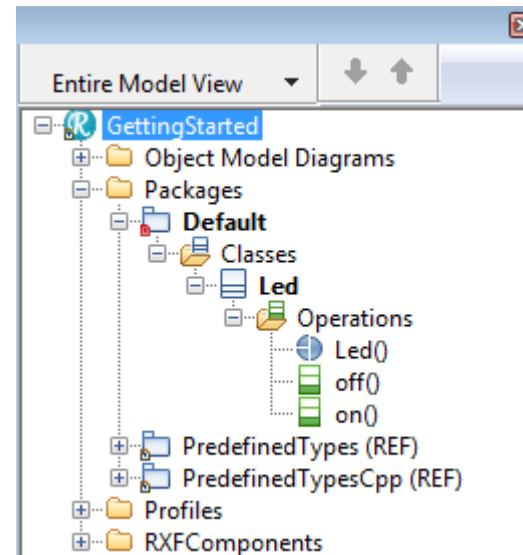 Entire Model View
GettingStarted
Object Model Diagrams
Packages
Default
Classes
Led
Operations
Led()
off()
on()
PredefinedTypes (REF)
PredefinedTypesCpp (REF)
Profiles
RXFComponents